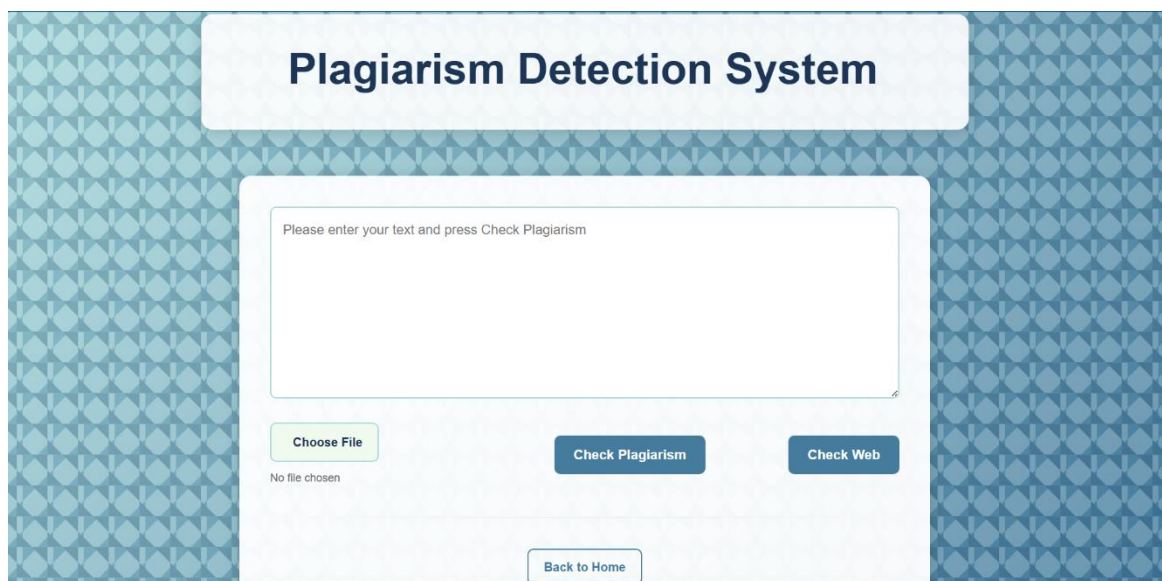 Plagiarism Detection System
Please enter your text and press Check Plagiarism
Choose File
Check Plagiarism
Check Web
No file chosen
Back to Home